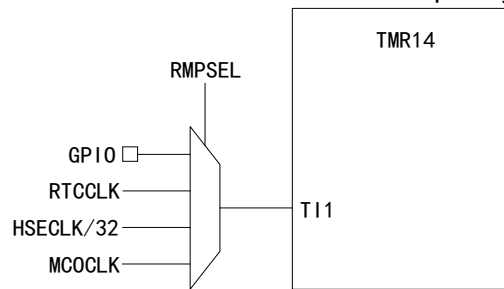 TMR14
RMPSEL
GPIO
RTCCLK
HSECLK/32
TI1
MCOCLK